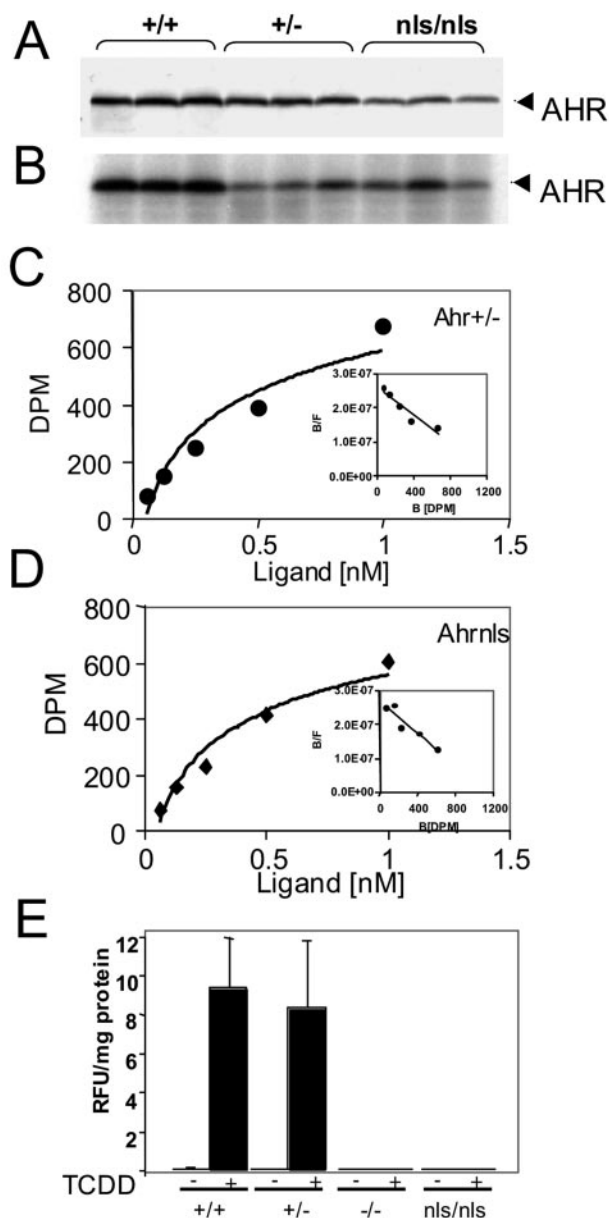 A
+/+ +/- nls/nls
AHR
B
AHR
C
800
600
400
200
0
DPM
Ahr+/-
3.0E-07
2.0E-07
1.0E-07
0.0E+00
B/F
0 400 800 1200
B [DPM]
0 0.5 1 1.5
Ligand [nM]
D
800
600
400
200
0
DPM
Ahrnls
3.0E-07
2.0E-07
1.0E-07
0.0E+00
B/F
0 400 800 1200
B[DPM]
0 0.5 1 1.5
Ligand [nM]
E
12
10
8
6
4
2
RFU/mg protein
TCDD - + - + - + - +
+/+ +/- -/- nls/nls